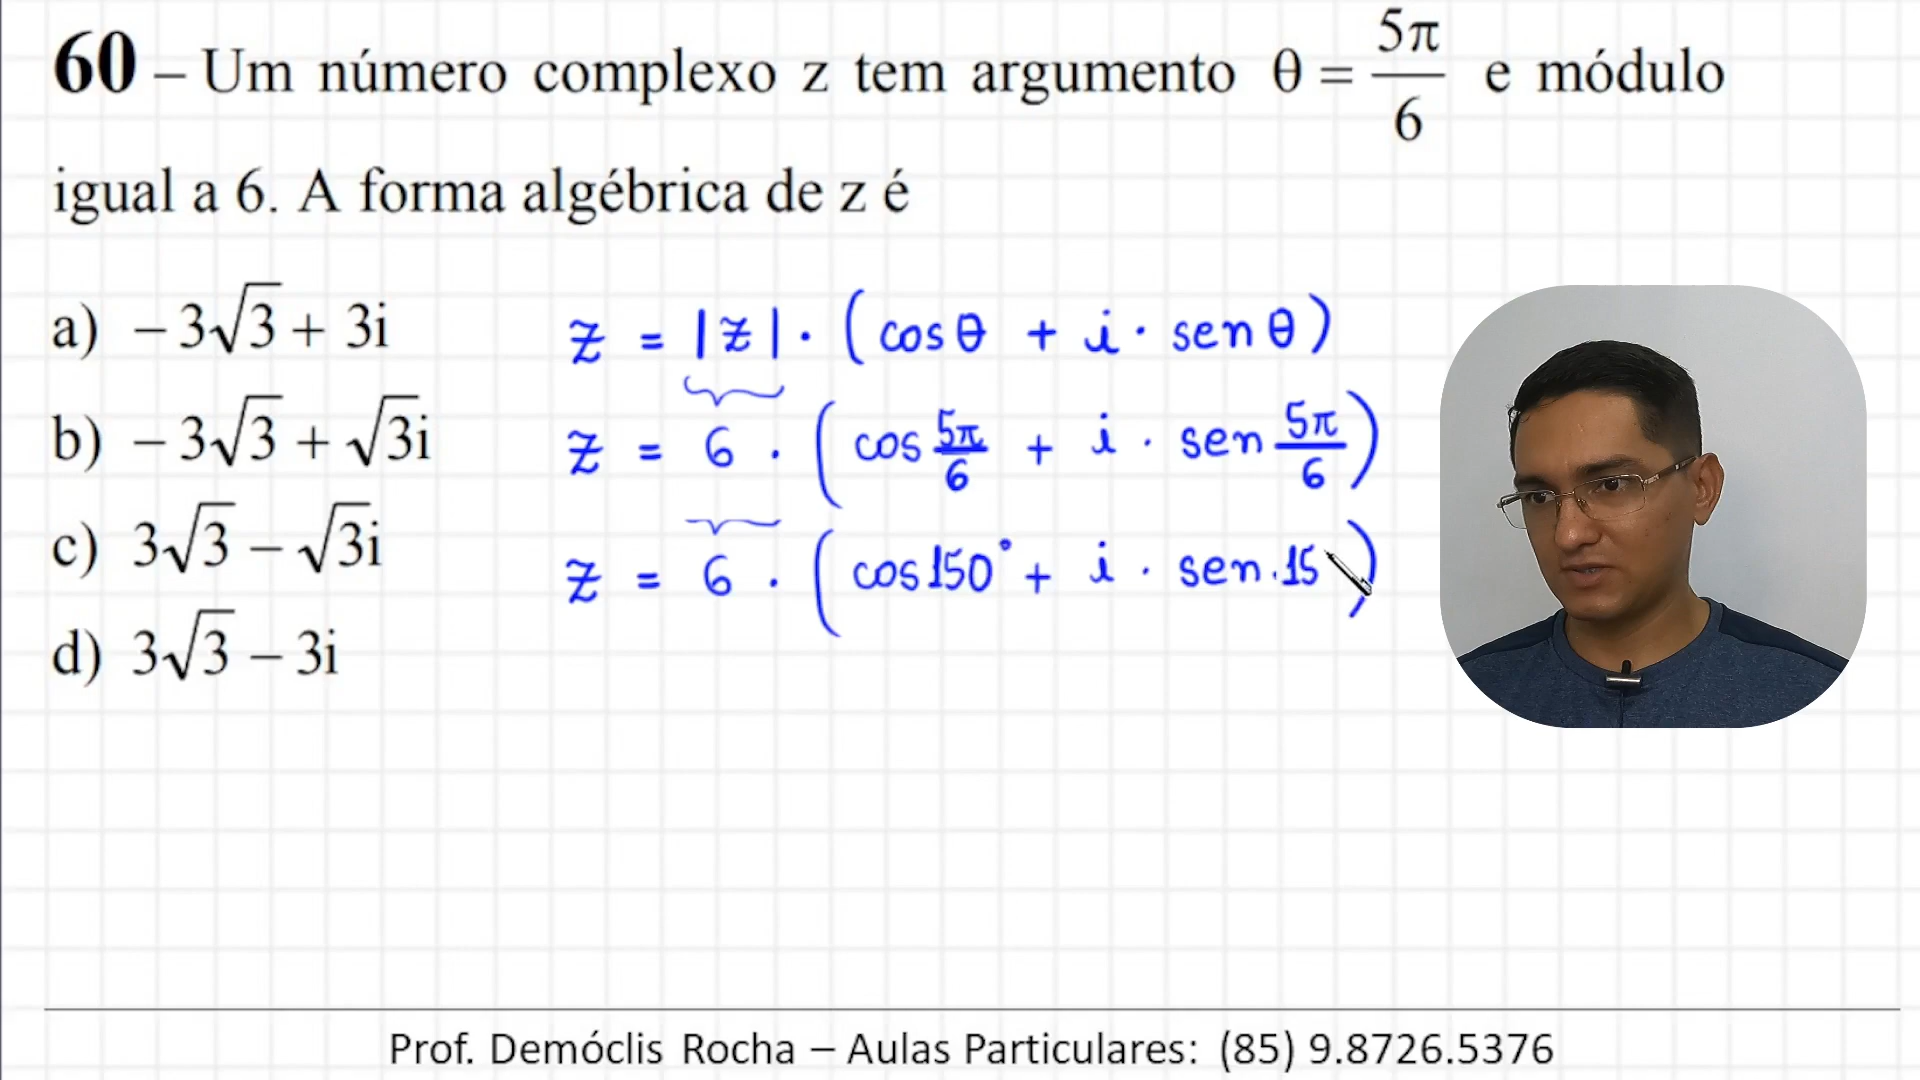 60 – Um número complexo z tem argumento θ = 5π/6 e módulo
igual a 6. A forma algébrica de z é
a) – 3√3 + 3i
b) – 3√3 + √3i
c) 3√3 – √3i
d) 3√3 – 3i
z = |z| · (cos θ + i · sen θ)
z = 6 · (cos 5π/6 + i · sen 5π/6)
z = 6 · (cos 150° + i · sen. 15 )
Prof. Demóclis Rocha – Aulas Particulares: (85) 9.8726.5376